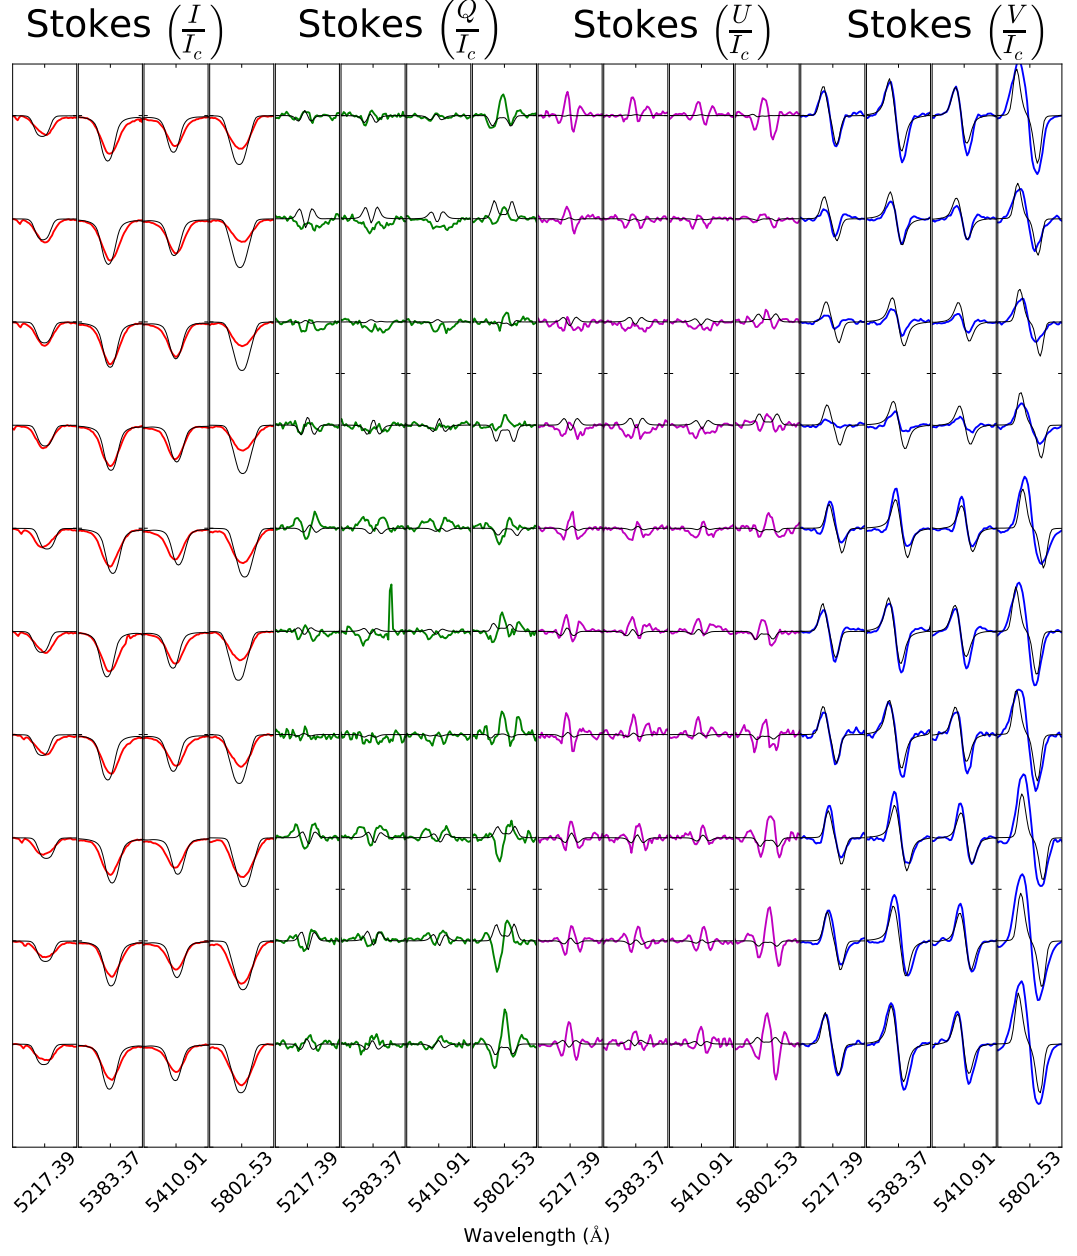 Stokes (I/I_c) Stokes (Q/I_c) Stokes (U/I_c) Stokes (V/I_c)
5217.39 5383.37 5410.91 5802.53 5217.39 5383.37 5410.91 5802.53 5217.39 5383.37 5410.91 5802.53 5217.39 5383.37 5410.91 5802.53
Wavelength (Å)